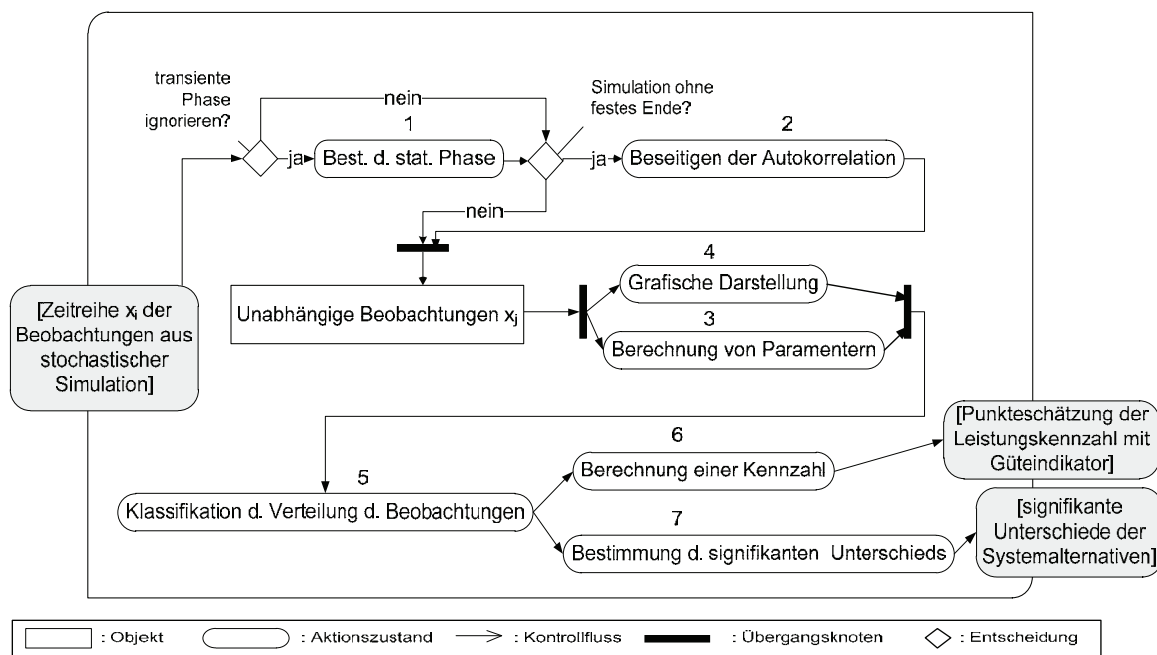 transiente
Phase
ignorieren?
nein
Simulation ohne
festes Ende?
1
2
ja
Best. d. stat. Phase
ja
Beseitigen der Autokorrelation
nein
4
[Zeitreihe xi der
Beobachtungen aus
stochastischer
Simulation]
Unabhängige Beobachtungen xj
Grafische Darstellung
3
Berechnung von Paramentern
[Punkteschätzung der
Leistungskennzahl mit
Güteindikator]
6
Berechnung einer Kennzahl
5
Klassifikation d. Verteilung d. Beobachtungen
7
Bestimmung d. signifikanten Unterschieds
[signifikante
Unterschiede der
Systemalternativen]
: Objekt
: Aktionszustand
: Kontrollfluss
: Übergangsknoten
: Entscheidung